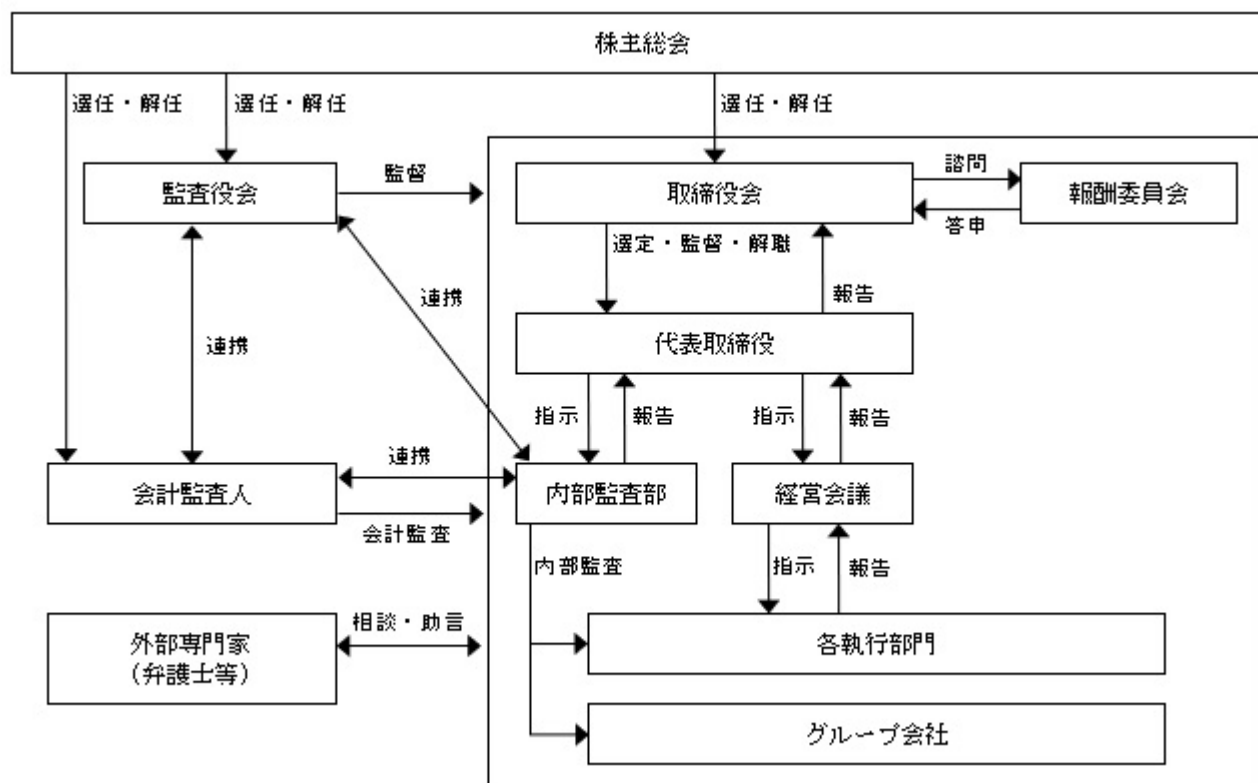 株主総会
選任・解任
選任・解任
選任・解任
監査役会
監督
取締役会
諮問
答申
報酬委員会
選定・監督・解職
報告
連携
連携
代表取締役
指示
報告
指示
報告
連携
会計監査人
会計監査
内部監査部
経営会議
内部監査
指示
報告
外部専門家
(弁護士等)
相談・助言
各執行部門
グループ会社